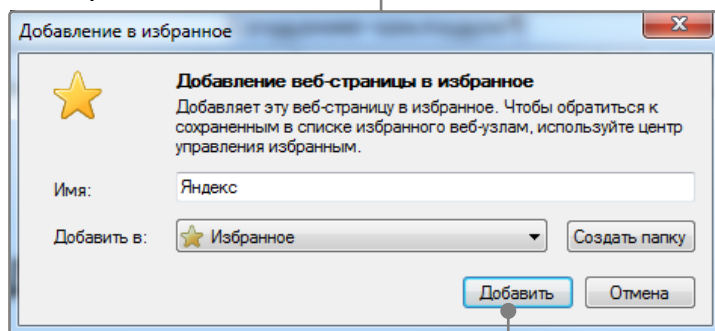 Добавление в избранное
Добавление веб-страницы в избранное
Добавляет эту веб-страницу в избранное. Чтобы обратиться к
сохраненным в списке избранного веб-узлам, используйте центр
управления избранным.
Имя: Яндекс
Добавить в: Избранное Создать папку
Добавить Отмена